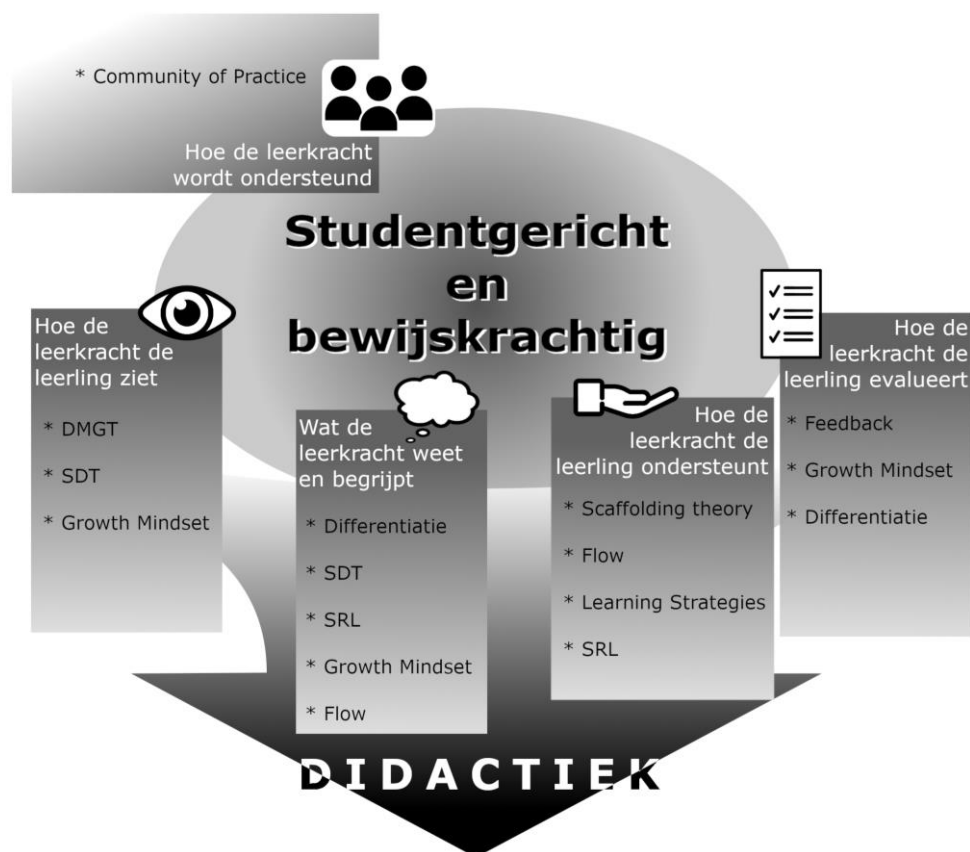 * Community of Practice
Hoe de leerkracht
wordt ondersteund
Studentgericht
en
bewijskrachtig
Hoe de
leerkracht de
leerling ziet
* DMGT
* SDT
* Growth Mindset
Wat de
leerkracht weet
en begrijpt
* Differentiatie
* SDT
* SRL
* Growth Mindset
* Flow
Hoe de
leerkracht de
leerling ondersteunt
* Scaffolding theory
* Flow
* Learning Strategies
* SRL
Hoe de
leerkracht de
leerling evalueert
* Feedback
* Growth Mindset
* Differentiatie
DIDACTIEK